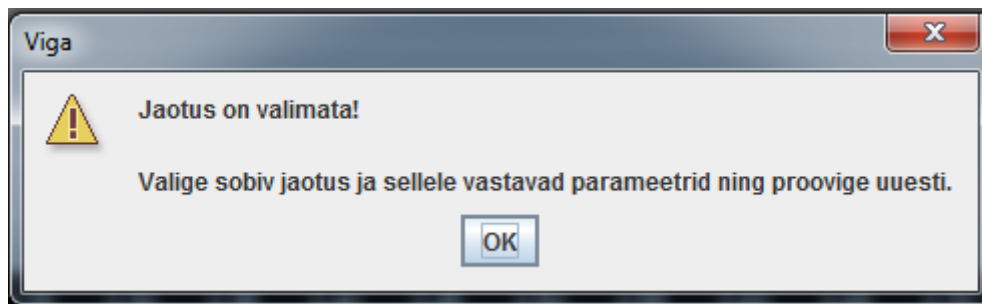 Viga
Jaotus on valimata!
Valige sobiv jaotus ja sellele vastavad parameetrid ning proovige uuesti.
OK